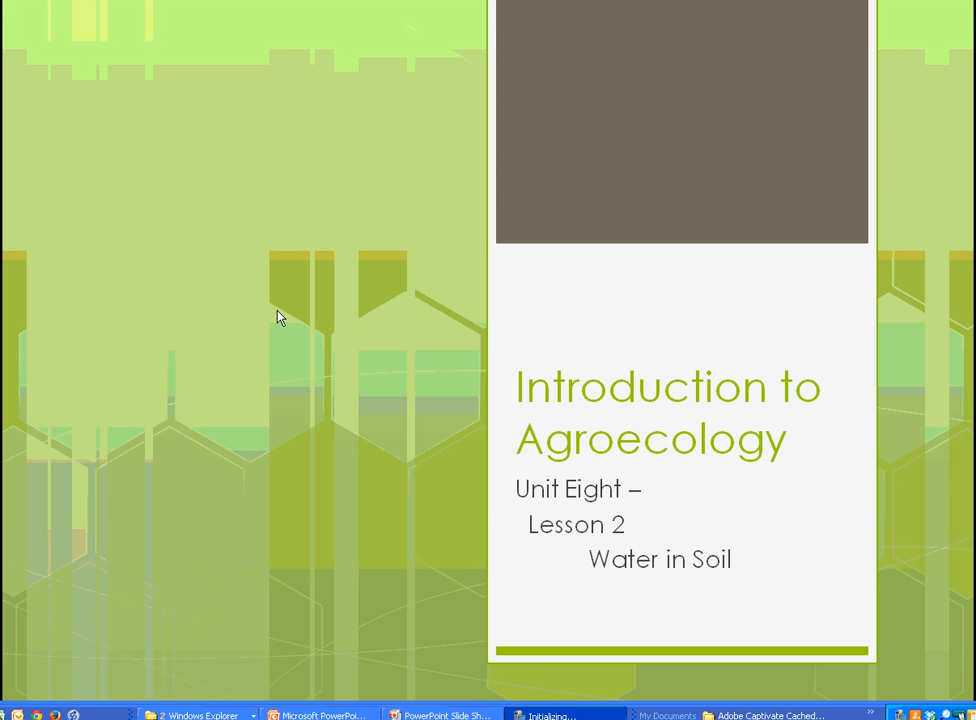 Introduction to
Agroecology
Unit Eight –
Lesson 2
Water in Soil
2 Windows Explorer
Microsoft PowerPoi...
PowerPoint Slide Sh...
Initializing...
My Documents
Adobe Captivate Cached...